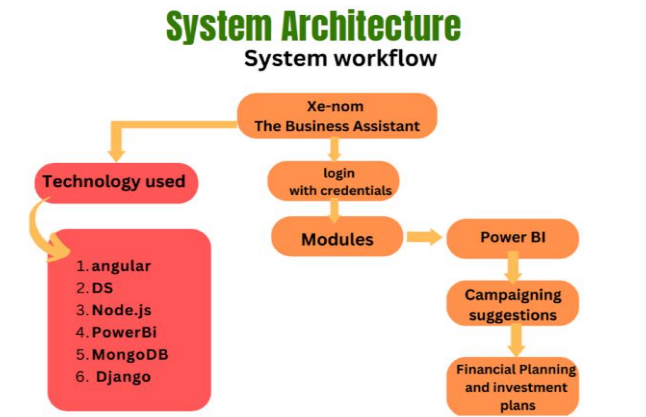 System Architecture
System workflow
Xe-nom
The Business Assistant
Technology used
login
with credentials
Modules
Power BI
1. angular
2. DS
3. Node.js
4. PowerBi
5. MongoDB
6. Django
Campaigning
suggestions
Financial Planning
and investment
plans